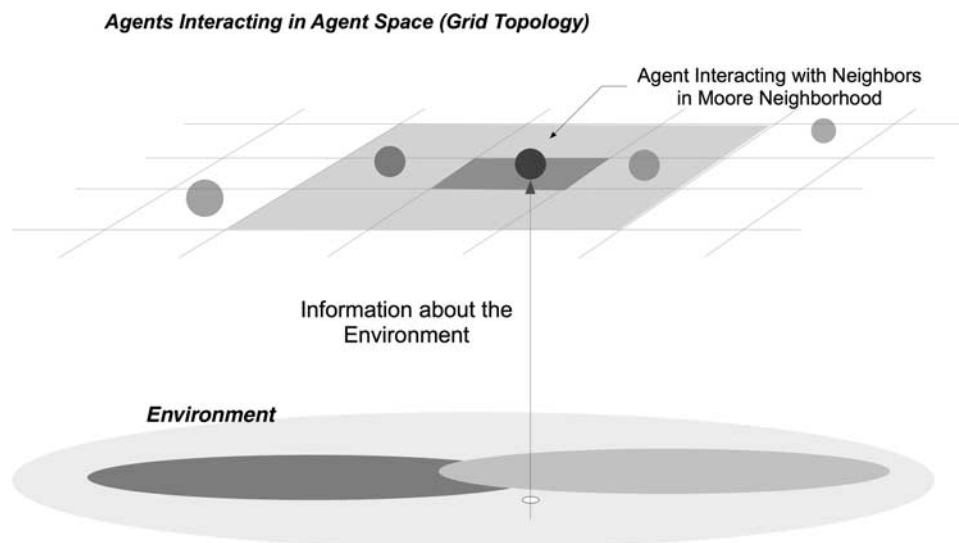 Agents Interacting in Agent Space (Grid Topology)
Agent Interacting with Neighbors
in Moore Neighborhood
Information about the
Environment
Environment